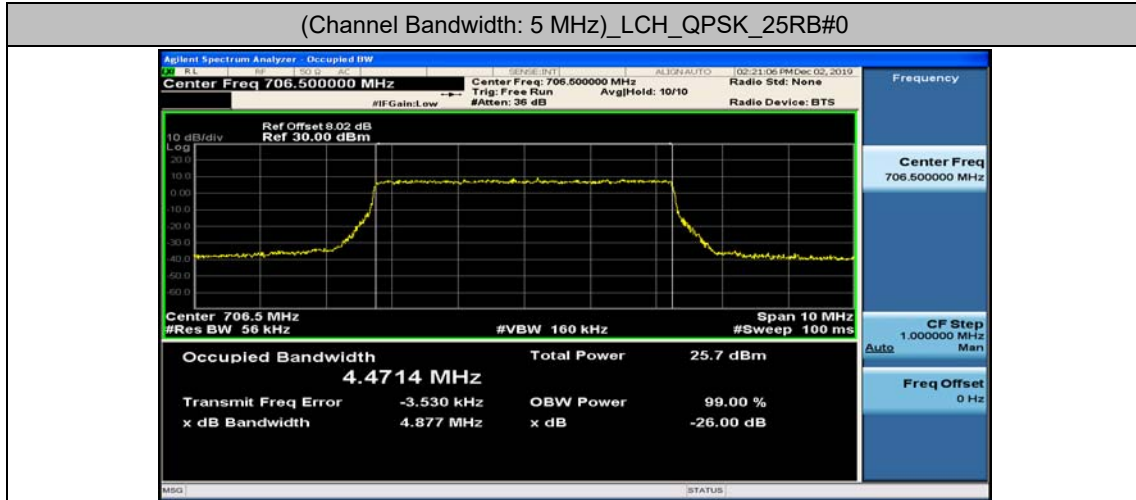 (Channel Bandwidth: 5 MHz)_LCH_QPSK_25RB#0
Agilent Spectrum Analyzer - Occupied BW
RL RF 50 Ω AC SENSE:INT ALIGN AUTO 02:21:06 PM Dec 02, 2019
Center Freq 706.500000 MHz
Center Freq: 706.500000 MHz
Radio Std: None
Trig: Free Run Avg|Hold: 10/10
#IFGain:Low
#Atten: 36 dB
Radio Device: BTS
Frequency
Ref Offset 8.02 dB
10 dB/div Ref 30.00 dBm
Log
20.0
10.0
0.00
-10.0
-20.0
-30.0
-40.0
-50.0
-60.0
Center Freq
706.500000 MHz
Center 706.5 MHz Span 10 MHz
#Res BW 56 kHz #VBW 160 kHz #Sweep 100 ms
CF Step
1.000000 MHz
Auto Man
Occupied Bandwidth Total Power 25.7 dBm
4.4714 MHz
Freq Offset
0 Hz
Transmit Freq Error -3.530 kHz OBW Power 99.00 %
x dB Bandwidth 4.877 MHz x dB -26.00 dB
MSG STATUS